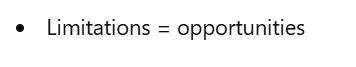 • Limitations = opportunities